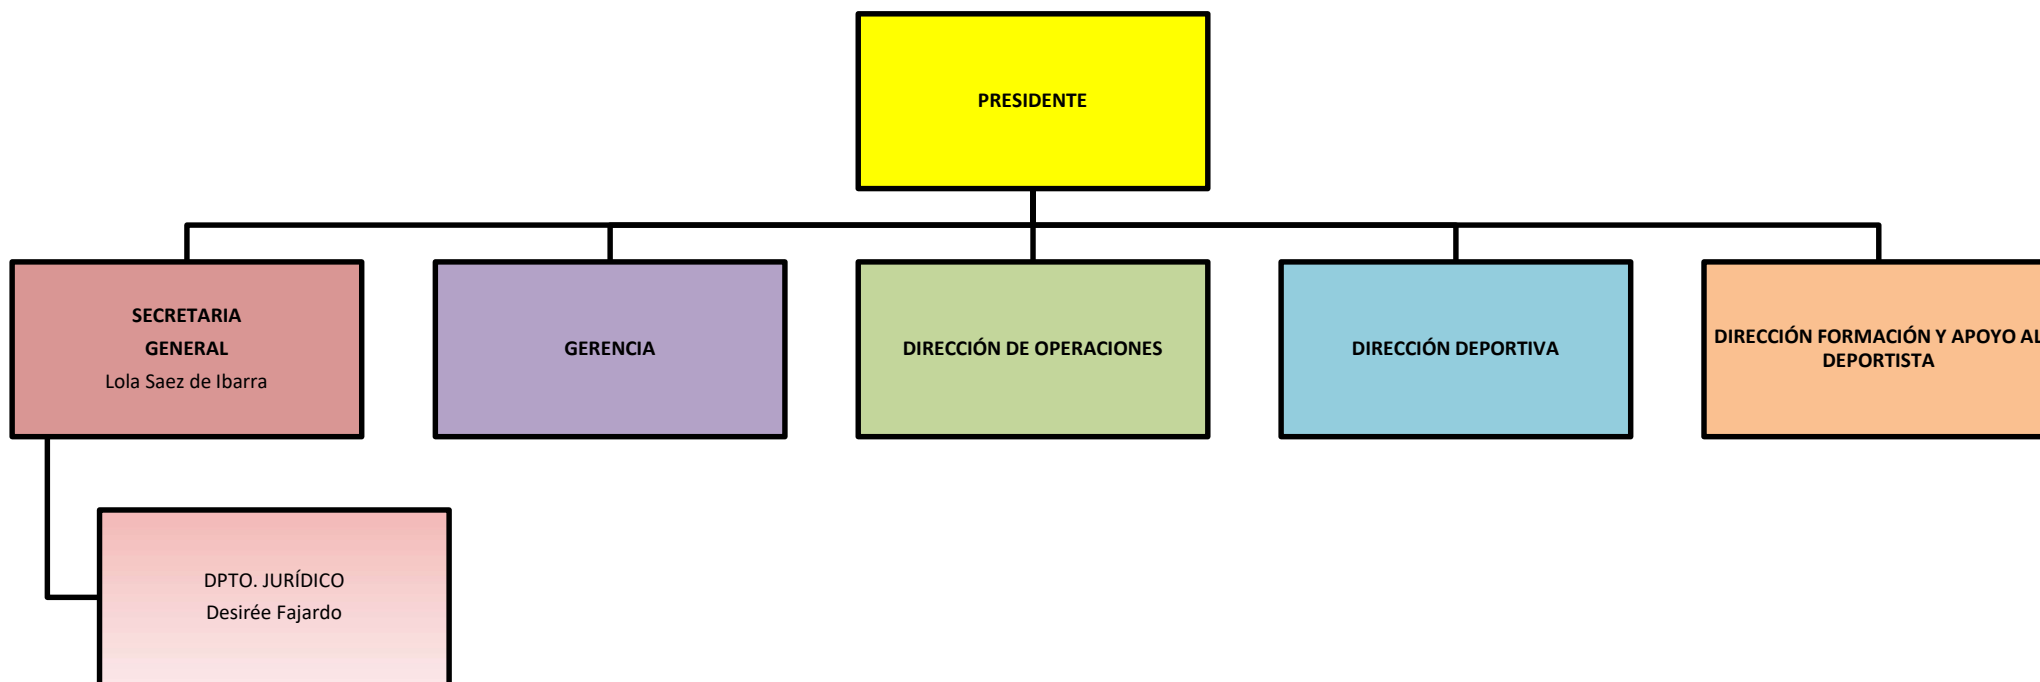 PRESIDENTE
SECRETARIA
GENERAL
Lola Saez de Ibarra
GERENCIA
DIRECCIÓN DE OPERACIONES
DIRECCIÓN DEPORTIVA
DIRECCIÓN FORMACIÓN Y APOYO AL
DEPORTISTA
DPTO. JURÍDICO
Desirée Fajardo